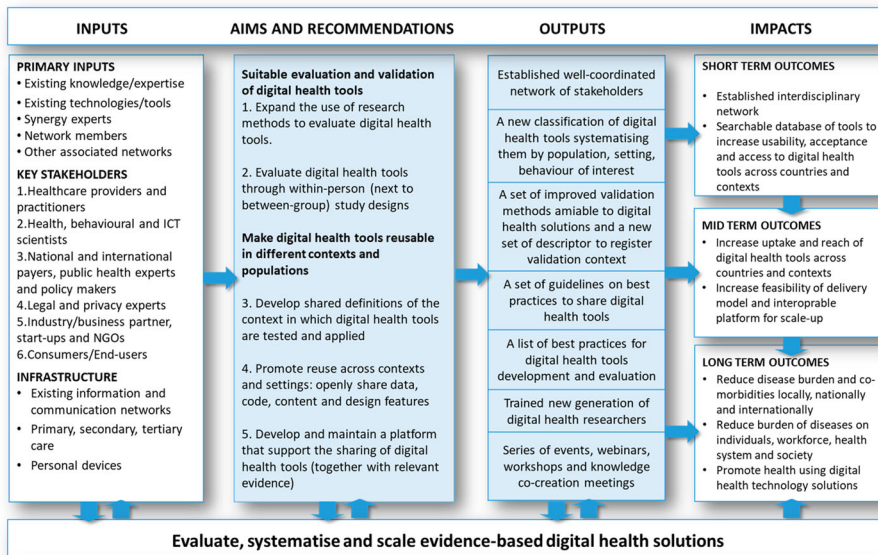 INPUTS
AIMS AND RECOMMENDATIONS
OUTPUTS
IMPACTS
PRIMARY INPUTS
• Existing knowledge/expertise
• Existing technologies/tools
• Synergy experts
• Network members
• Other associated networks
KEY STAKEHOLDERS
1.Healthcare providers and
practitioners
2.Health, behavioural and ICT
scientists
3.National and international
payers, public health experts
and policy makers
4.Legal and privacy experts
5.Industry/business partner,
start-ups and NGOs
6.Consumers/End-users
INFRASTRUCTURE
• Existing information and
communication networks
• Primary, secondary, tertiary
care
• Personal devices
Suitable evaluation and validation
of digital health tools
1. Expand the use of research
methods to evaluate digital health
tools.
2. Evaluate digital health tools
through within-person (next to
between-group) study designs
Make digital health tools reusable
in different contexts and
populations
3. Develop shared definitions of the
context in which digital health tools
are tested and applied
4. Promote reuse across contexts
and settings: openly share data,
code, content and design features
5. Develop and maintain a platform
that support the sharing of digital
health tools (together with relevant
evidence)
Established well-coordinated
network of stakeholders
A new classification of digital
health tools systematising
them by population, setting,
behaviour of interest
A set of improved validation
methods amiable to digital
health solutions and a new
set of descriptor to register
validation context
A set of guidelines on best
practices to share digital
health tools
A list of best practices for
digital health tools
development and evaluation
Trained new generation of
digital health researchers
Series of events, webinars,
workshops and knowledge
co-creation meetings
SHORT TERM OUTCOMES
• Established interdisciplinary
network
• Searchable database of tools to
increase usability, acceptance
and access to digital health
tools across countries and
contexts
MID TERM OUTCOMES
• Increase uptake and reach of
digital health tools across
countries and contexts
• Increase feasibility of delivery
model and interoprable
platform for scale-up
LONG TERM OUTCOMES
• Reduce disease burden and co-
morbidities locally, nationally
and internationally
• Reduce burden of diseases on
individuals, workforce, health
system and society
• Promote health using digital
health technology solutions
Evaluate, systematise and scale evidence-based digital health solutions